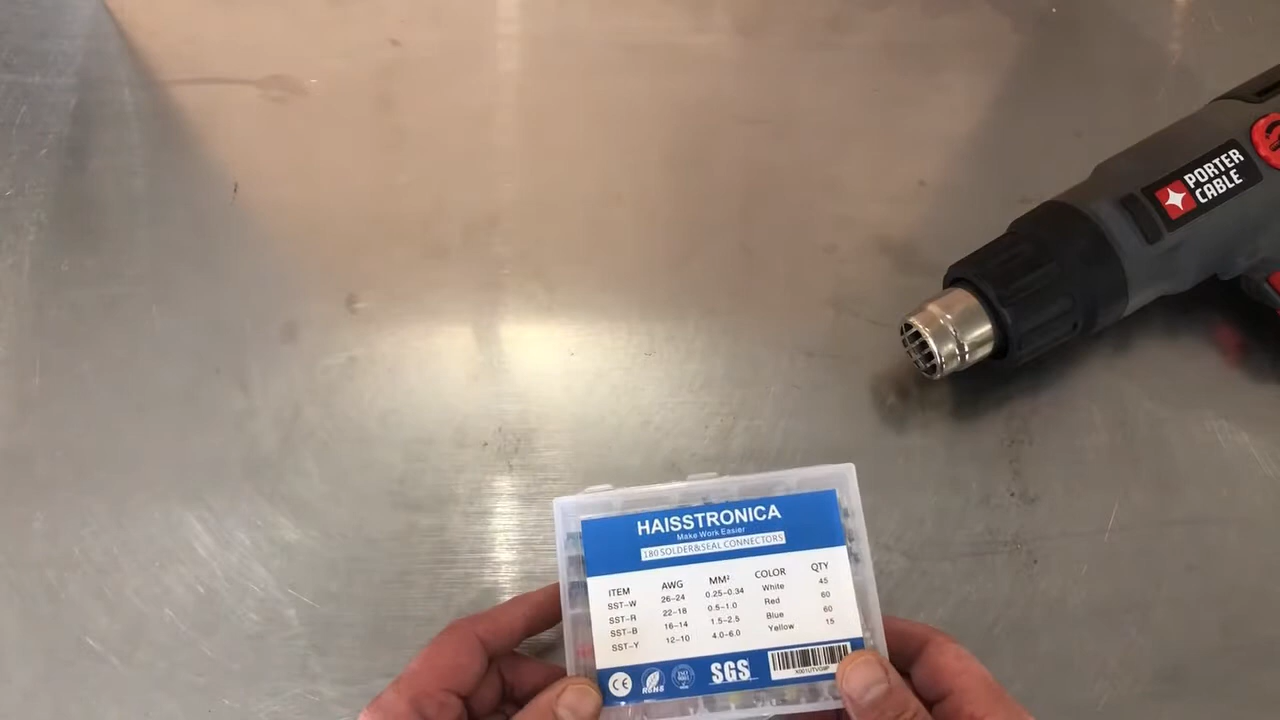 PORTER
CABLE
HAISSTRONICA
Make Work Easier
180 SOLDER&SEAL CONNECTORS
ITEM AWG MM² COLOR QTY
SST-W 26-24 0.25-0.34 White 45
SST-R 22-18 0.5-1.0 Red 60
SST-B 16-14 1.5-2.5 Blue 60
SST-Y 12-10 4.0-6.0 Yellow 15
CE RoHS ISO SGS